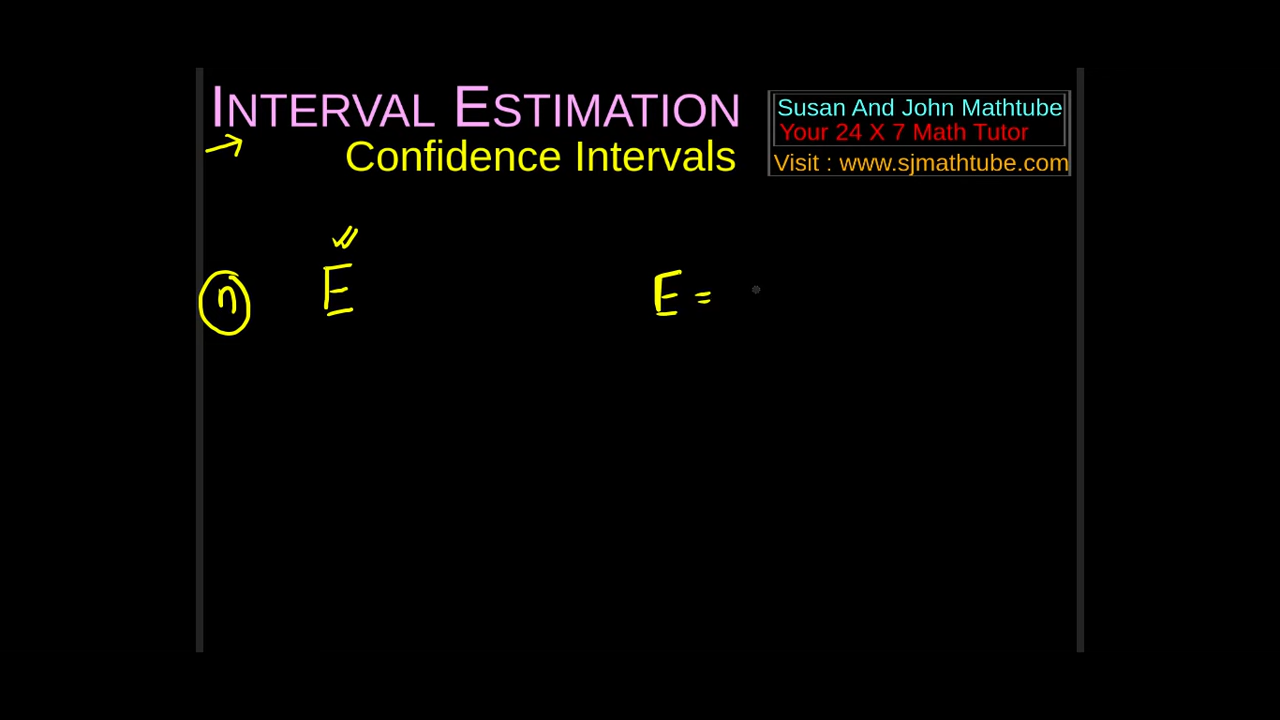 INTERVAL ESTIMATION
Confidence Intervals
Susan And John Mathtube
Your 24 X 7 Math Tutor
Visit : www.sjmathtube.com
n E E =